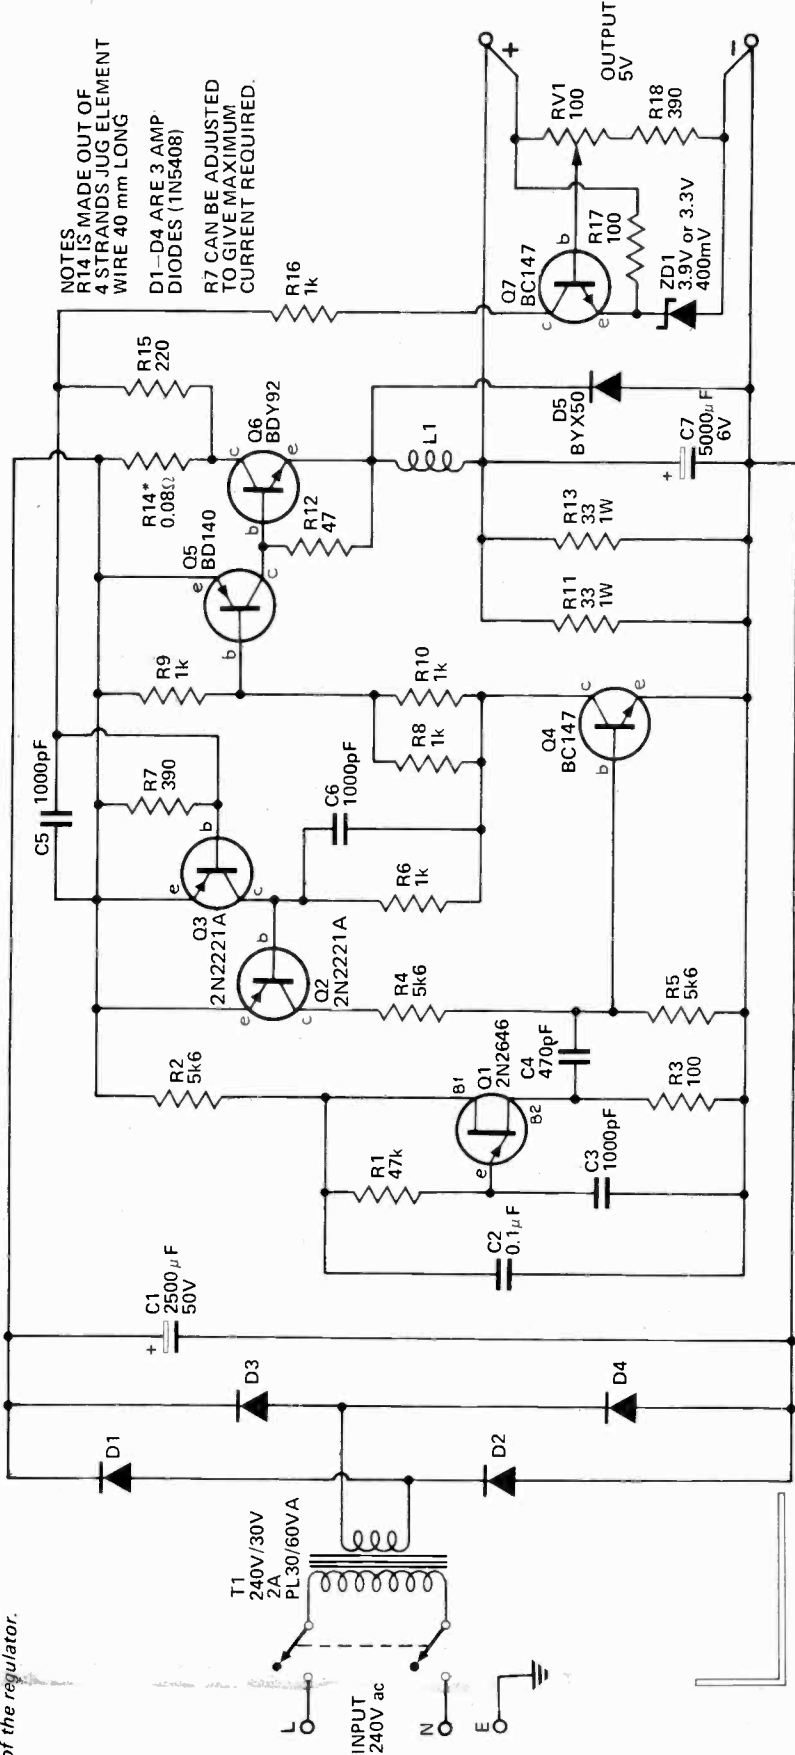 of the regulator.
NOTES
R14 IS MADE OUT OF
4 STRANDS JUG ELEMENT
WIRE 40 mm LONG
D1–D4 ARE 3 AMP
DIODES (1N5408)
R7 CAN BE ADJUSTED
TO GIVE MAXIMUM
CURRENT REQUIRED.
INPUT
240V ac
L
N
E
T1
240V/30V
2A
PL30/60VA
D1
D2
D3
D4
C1
2500µF
50V
+
C2
0.1µF
R1
47k
C3
1000pF
R2
5k6
e
B1
B2
Q1
2N2646
C4
470pF
R3
100
e
b
c
Q2
2N2221A
R4
5k6
R5
5k6
e
b
c
Q3
2N2221A
C5
1000pF
R7
390
R6
1k
C6
1000pF
R8
1k
R9
1k
R10
1k
b
c
e
Q4
BC147
e
b
c
Q5
BD140
R11
33
1W
R13
33
1W
R14*
0.08Ω
R15
220
b
c
e
Q6
BDY92
R12
47
L1
+
C7
5000µF
6V
D5
BYX50
R16
1k
Q7
BC147
c
b
e
R17
100
ZD1
3.9V or 3.3V
400mV
RV1
100
R18
390
OUTPUT
5V
+
–